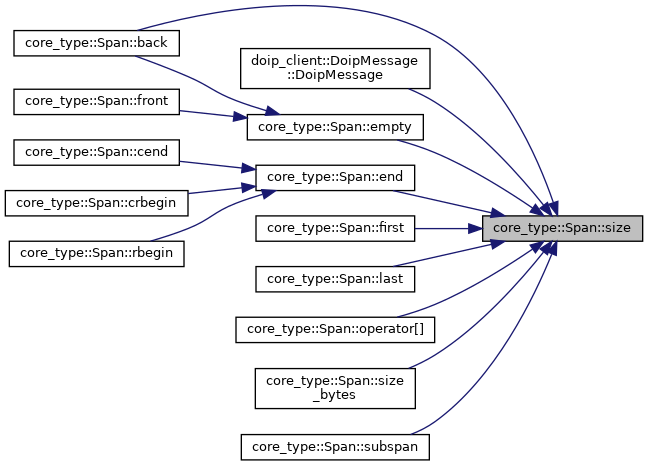 core_type::Span::back
core_type::Span::front
core_type::Span::cend
core_type::Span::crbegin
core_type::Span::rbegin
doip_client::DoipMessage
::DoipMessage
core_type::Span::empty
core_type::Span::end
core_type::Span::first
core_type::Span::last
core_type::Span::operator[]
core_type::Span::size
_bytes
core_type::Span::subspan
core_type::Span::size